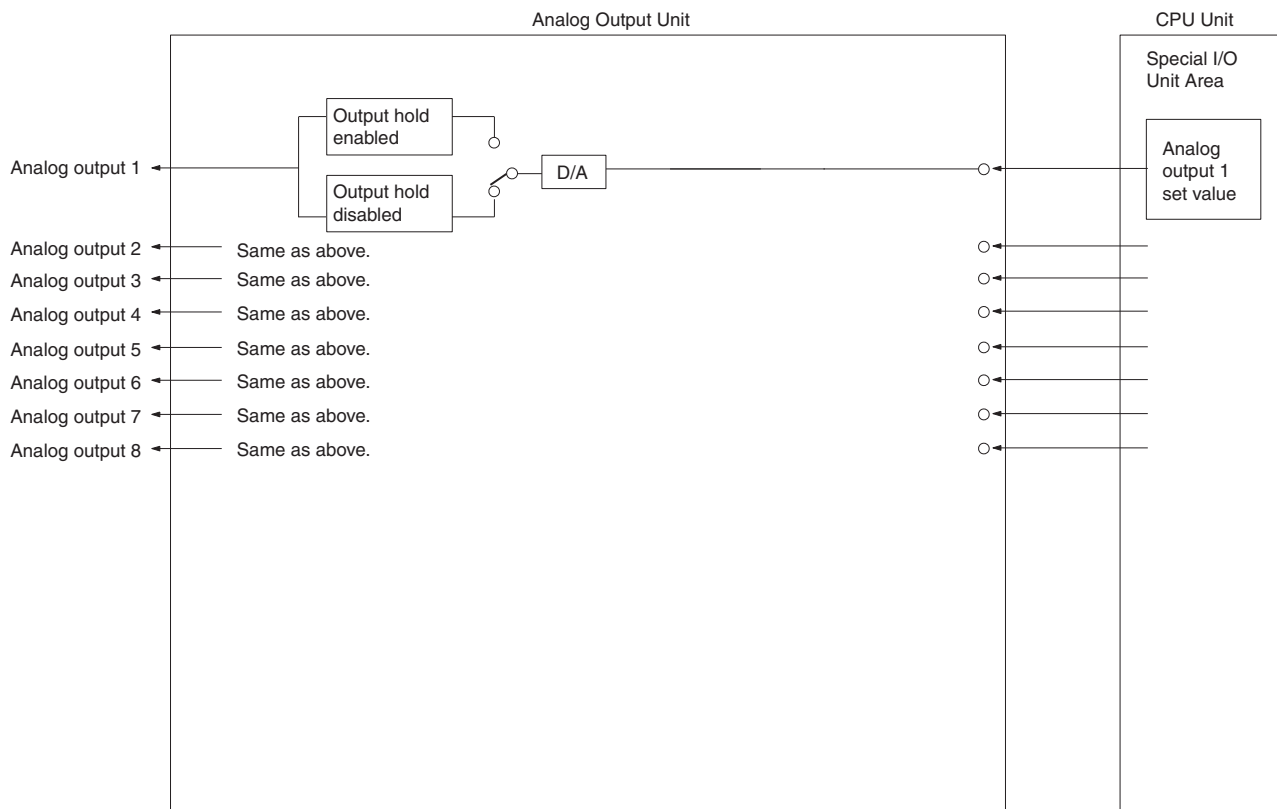 Analog Output Unit
CPU Unit
Special I/O
Unit Area
Output hold
enabled
Analog output 1
D/A
Analog
output 1
set value
Output hold
disabled
Analog output 2
Same as above.
Analog output 3
Same as above.
Analog output 4
Same as above.
Analog output 5
Same as above.
Analog output 6
Same as above.
Analog output 7
Same as above.
Analog output 8
Same as above.